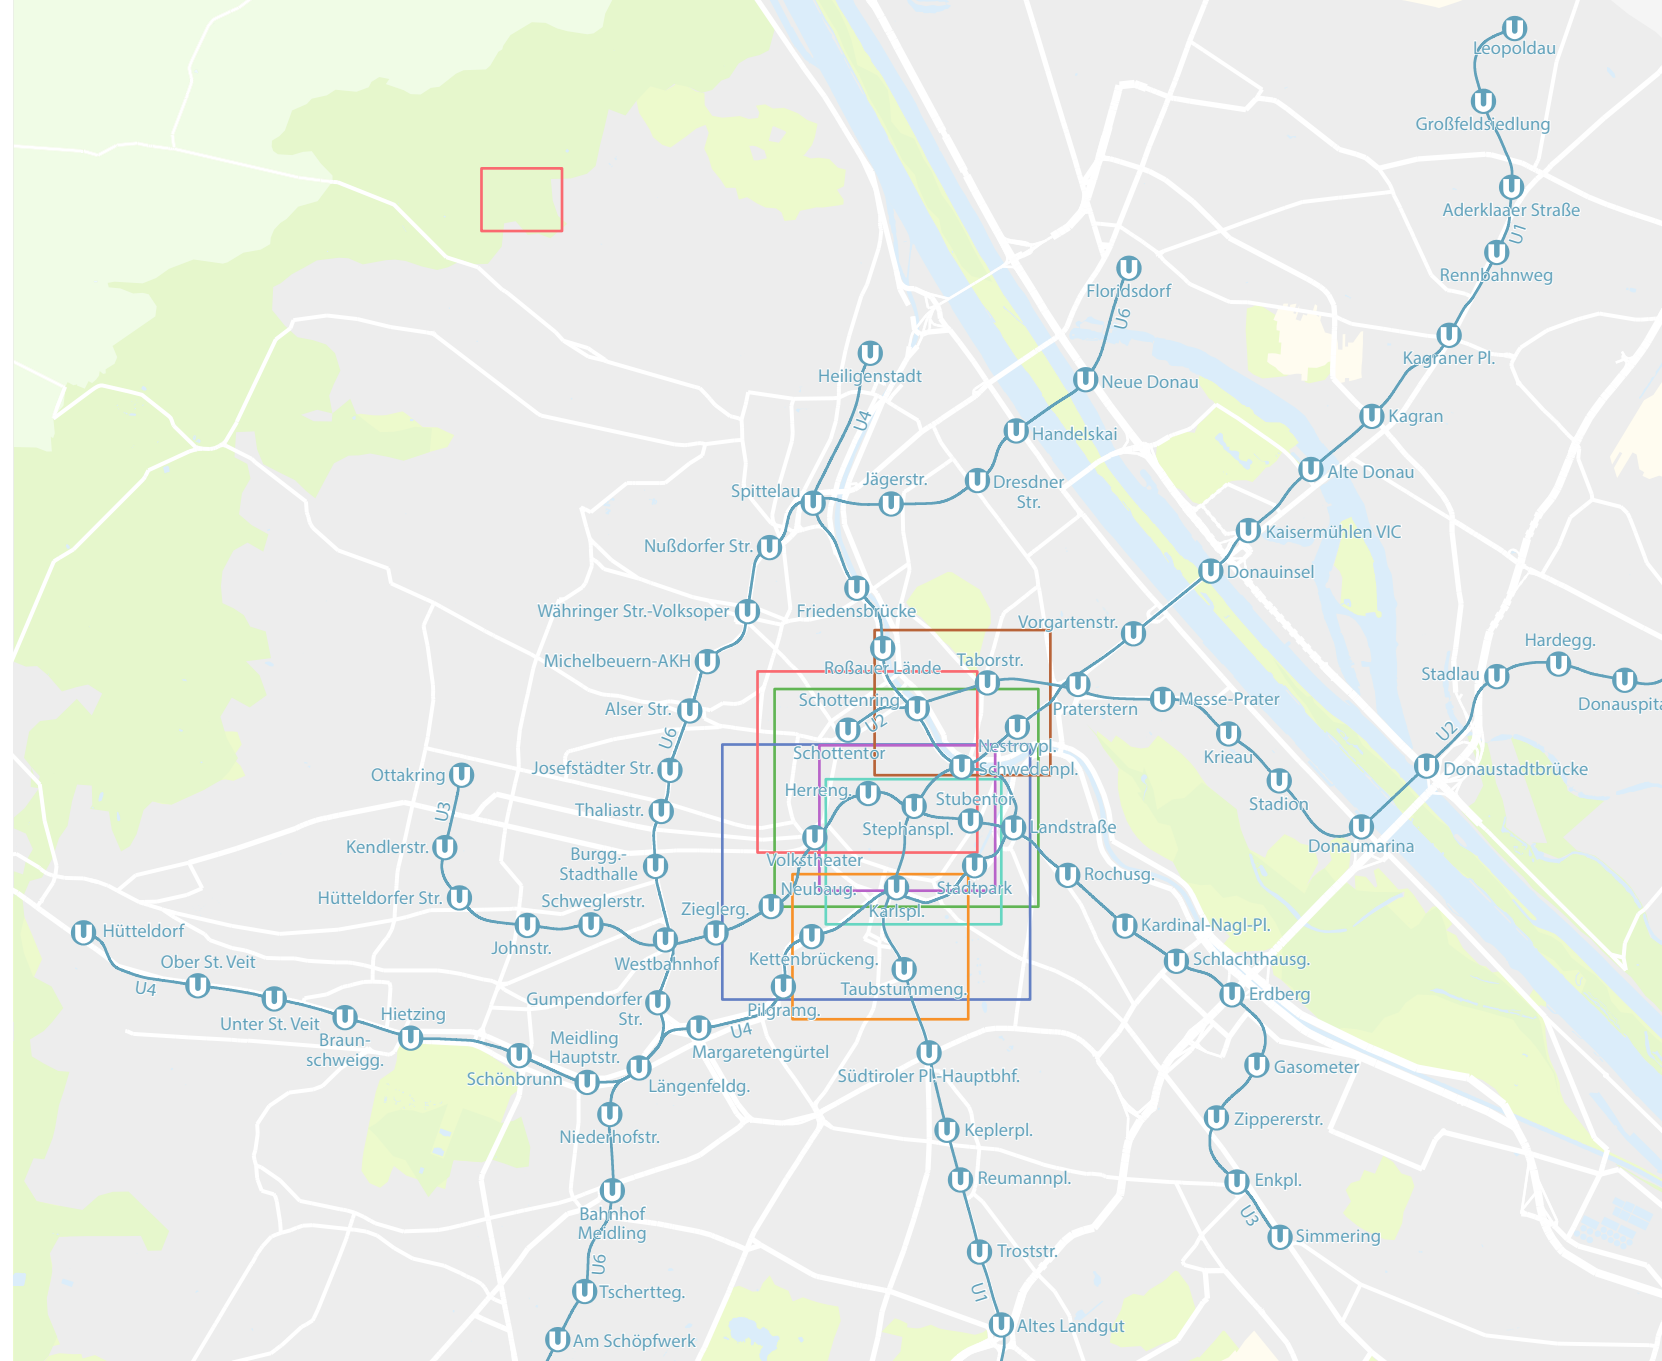 Leopoldau
Großfeldsiedlung
Aderklaaer Straße
U1
Rennbahnweg
Floridsdorf
U6
Kagraner Pl.
Heiligenstadt
Neue Donau
Kagran
U4
Handelskai
Alte Donau
Jägerstr.
Dresdner
Str.
Spittelau
Kaisermühlen VIC
Nußdorfer Str.
Donauinsel
Währinger Str.-Volksoper
Friedensbrücke
Vorgartenstr.
Hardegg.
Michelbeuern-AKH
Roßauer Lände
Taborstr.
Stadlau
Donauspita
Alser Str.
Schottenring
Praterstern
Messe-Prater
U2
U2
U6
Schottentor
Nestroypl.
Krieau
Ottakring
Josefstädter Str.
Schwedenpl.
Donaustadtbrücke
Herreng.
Stubentor
Stadion
U3
Thaliastr.
Stephanspl.
Landstraße
Kendlerstr.
Burgg.-
Stadthalle
Volkstheater
Donaumarina
Rochusg.
Hütteldorfer Str.
Schweglerstr.
Zieglerg.
Neubaug.
Karlspl.
Stadtpark
Kardinal-Nagl-Pl.
Hütteldorf
Johnstr.
Westbahnhof
Kettenbrückeng.
Schlachthausg.
Ober St. Veit
U4
Taubstummeng.
Erdberg
Unter St. Veit
Hietzing
Gumpendorfer
Str.
Pilgramg.
Braun-
schweigg.
Meidling
Hauptstr.
U4
Margaretengürtel
Schönbrunn
Längenfeldg.
Südtiroler Pl.-Hauptbhf.
Gasometer
Niederhofstr.
Keplerpl.
Zippererstr.
Reumannpl.
Enkpl.
Bahnhof
Meidling
U3
Simmering
U6
Troststr.
Tschertteg.
U1
Altes Landgut
Am Schöpfwerk